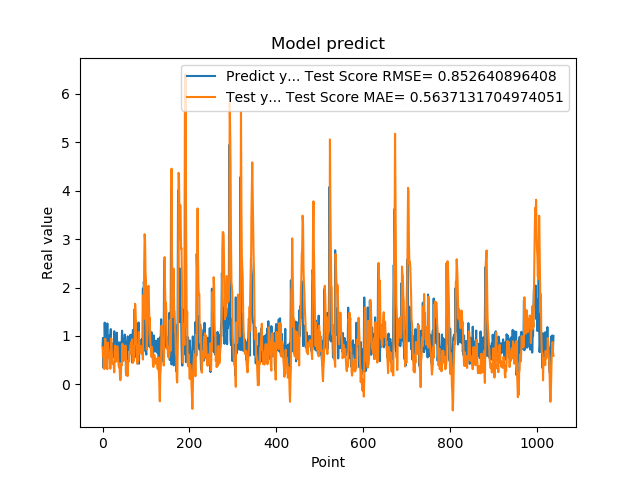 Model predict
Predict y... Test Score RMSE= 0.852640896408
Test y... Test Score MAE= 0.5637131704974051
Real value
6
5
4
3
2
1
0
0 200 400 600 800 1000
Point